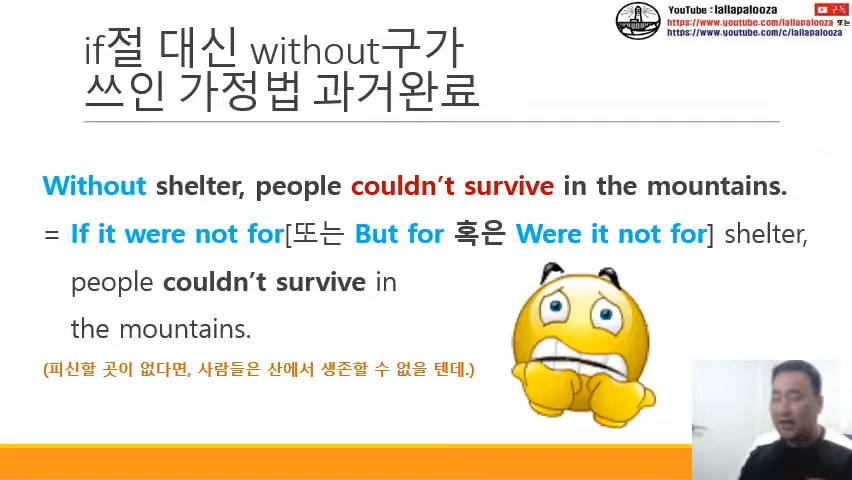 YouTube : lallapalooza
구독
https://www.youtube.com/lallapalooza 또는
https://www.youtube.com/c/lallapalooza
if절 대신 without구가
쓰인 가정법 과거완료
Without shelter, people couldn’t survive in the mountains.
= If it were not for[또는 But for 혹은 Were it not for] shelter,
people couldn’t survive in
the mountains.
(피신할 곳이 없다면, 사람들은 산에서 생존할 수 없을 텐데.)